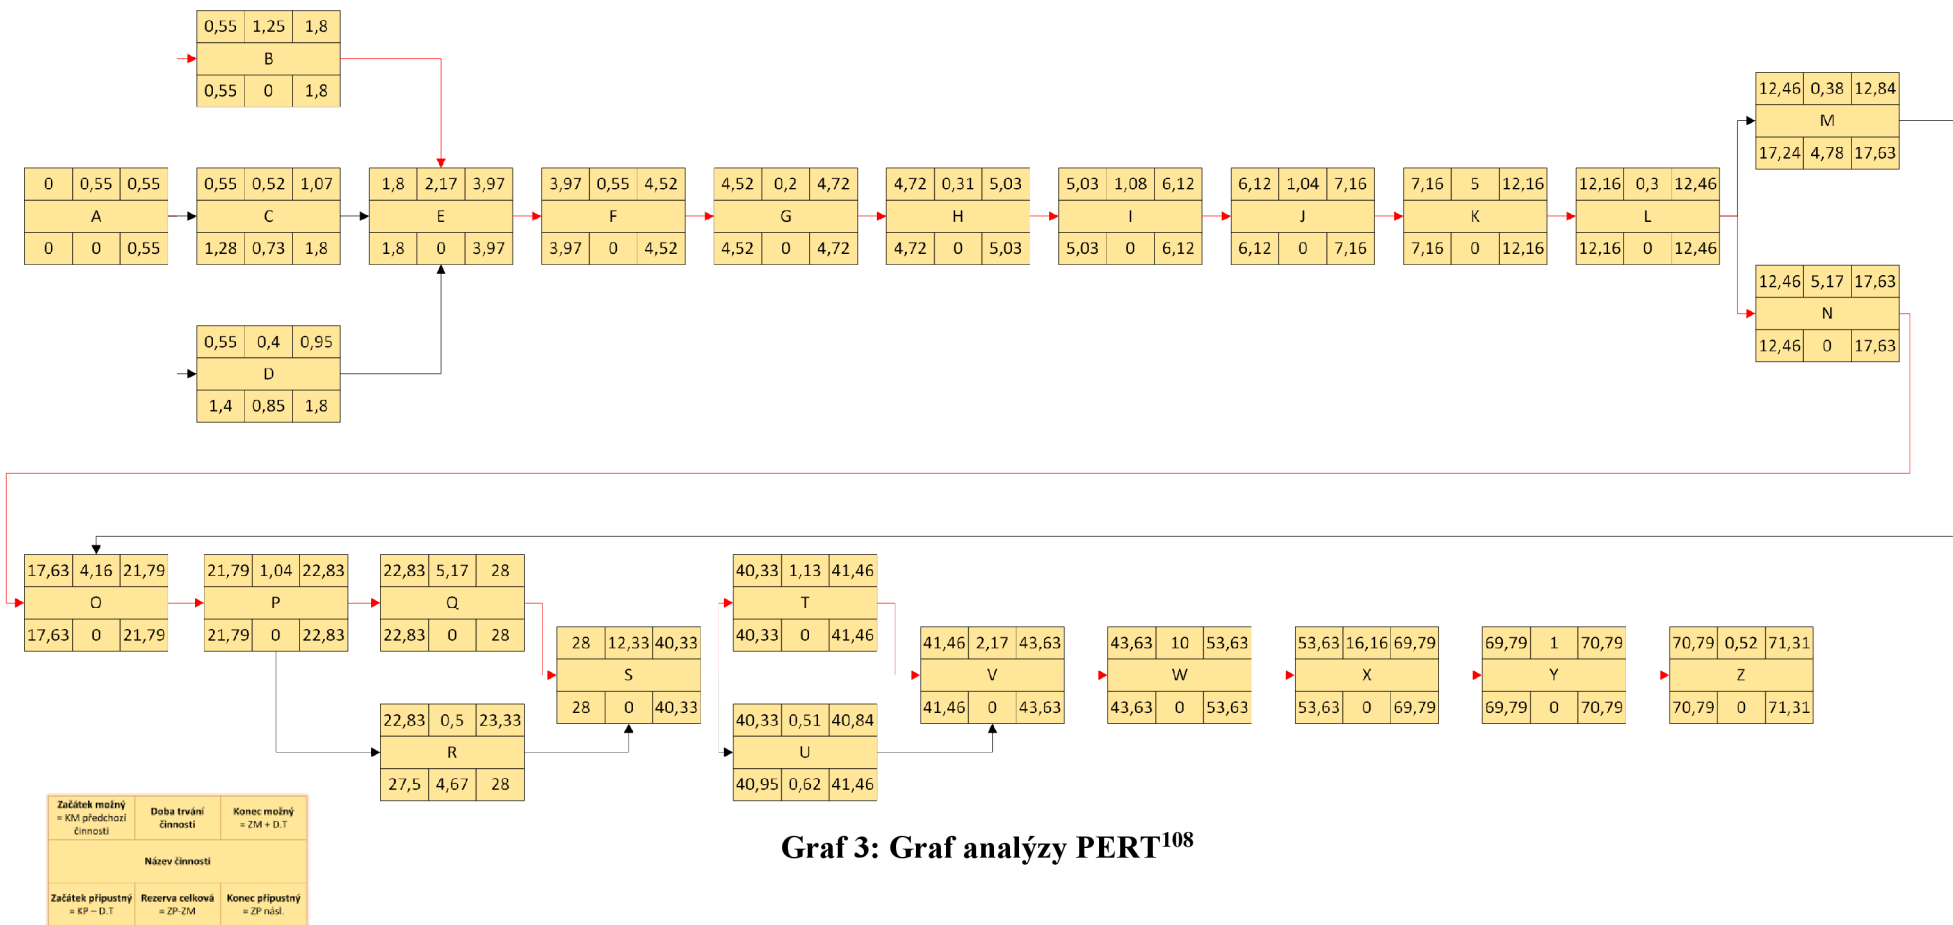 0,55 1,25 1,8
B
0,55 0 1,8
0 0,55 0,55
A
0 0 0,55
0,55 0,52 1,07
C
1,28 0,73 1,8
0,55 0,4 0,95
D
1,4 0,85 1,8
1,8 2,17 3,97
E
1,8 0 3,97
3,97 0,55 4,52
F
3,97 0 4,52
4,52 0,2 4,72
G
4,52 0 4,72
4,72 0,31 5,03
H
4,72 0 5,03
5,03 1,08 6,12
I
5,03 0 6,12
6,12 1,04 7,16
J
6,12 0 7,16
7,16 5 12,16
K
7,16 0 12,16
12,16 0,3 12,46
L
12,16 0 12,46
12,46 0,38 12,84
M
17,24 4,78 17,63
12,46 5,17 17,63
N
12,46 0 17,63
17,63 4,16 21,79
O
17,63 0 21,79
21,79 1,04 22,83
P
21,79 0 22,83
22,83 5,17 28
Q
22,83 0 28
22,83 0,5 23,33
R
27,5 4,67 28
28 12,33 40,33
S
28 0 40,33
40,33 1,13 41,46
T
40,33 0 41,46
40,33 0,51 40,84
U
40,95 0,62 41,46
41,46 2,17 43,63
V
41,46 0 43,63
43,63 10 53,63
W
43,63 0 53,63
53,63 16,16 69,79
X
53,63 0 69,79
69,79 1 70,79
Y
69,79 0 70,79
70,79 0,52 71,31
Z
70,79 0 71,31
Začátek možný
= KM předchozí
činnosti
Doba trvání
činnosti
Konec možný
= ZM + D.T
Název činnosti
Začátek přípustný
= KP – D.T
Rezerva celková
= ZP-ZM
Konec přípustný
= ZP násl.
Graf 3: Graf analýzy PERT108